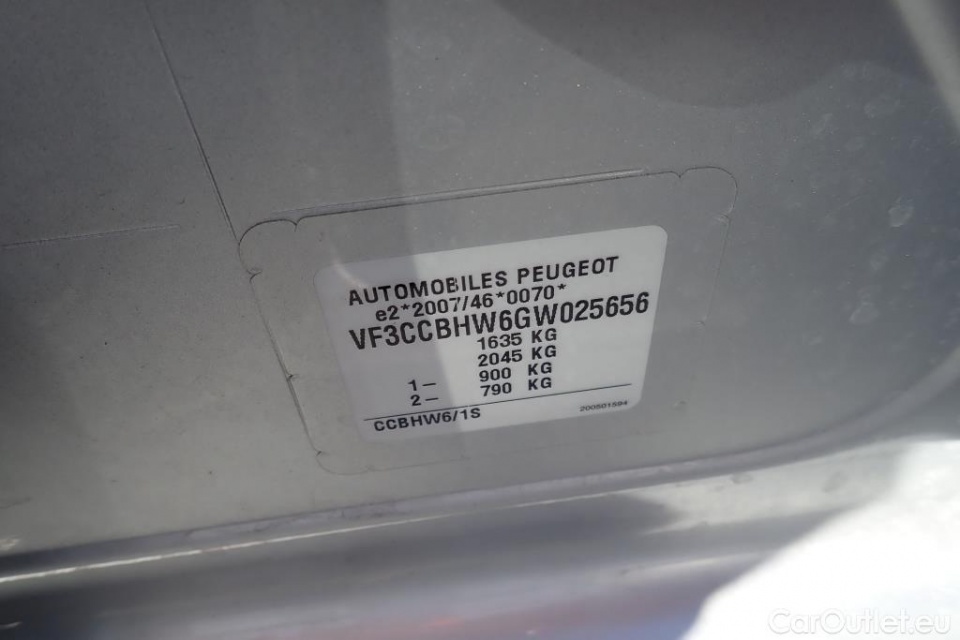 AUTOMOBILES PEUGEOT
e2*2007/46*0070*
VF3CCBHW6GW025656
1635 KG
2045 KG
1– 900 KG
2– 790 KG
CCBHW6/1S 200501594
CarOutlet.eu